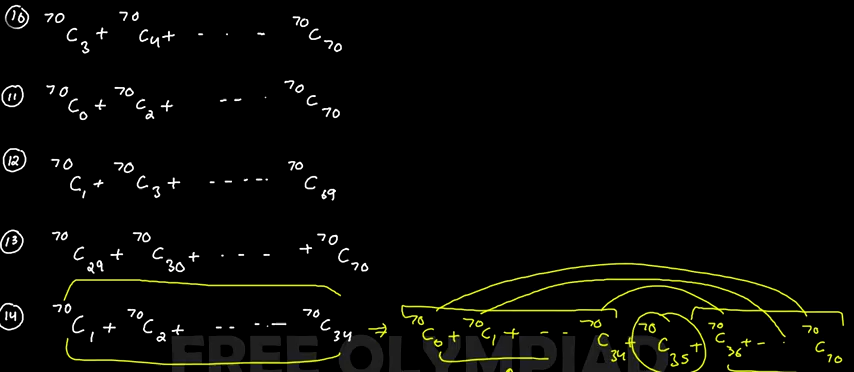 ⑩ ⁷⁰C₃ + ⁷⁰C₄ + - · - ⁷⁰C₇₀
⑪ ⁷⁰C₀ + ⁷⁰C₂ + -- · ⁷⁰C₇₀
⑫ ⁷⁰C₁ + ⁷⁰C₃ + ----- ⁷⁰C₆₉
⑬ ⁷⁰C₂₉ + ⁷⁰C₃₀ + · --- + ⁷⁰C₇₀
⑭ ⁷⁰C₁ + ⁷⁰C₂ + -- ·-- ⁷⁰C₃₄ ⇒ ⁷⁰C₀ + ⁷⁰C₁ + -- ⁷⁰C₃₄ + ⁷⁰C₃₅ + ⁷⁰C₃₆ + - · · ⁷⁰C₇₀
FREE OLYMPIAD